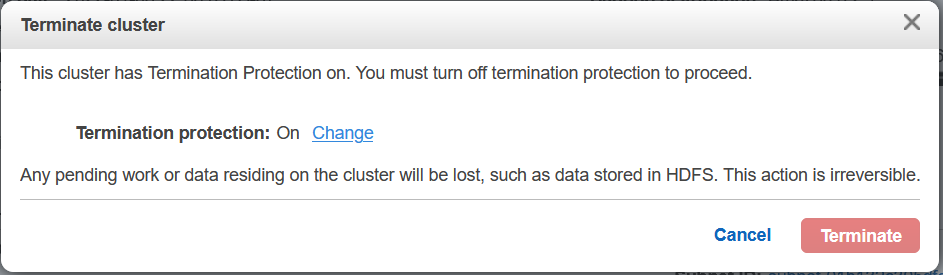 Terminate cluster
This cluster has Termination Protection on. You must turn off termination protection to proceed.
Termination protection: On Change
Any pending work or data residing on the cluster will be lost, such as data stored in HDFS. This action is irreversible.
Cancel Terminate